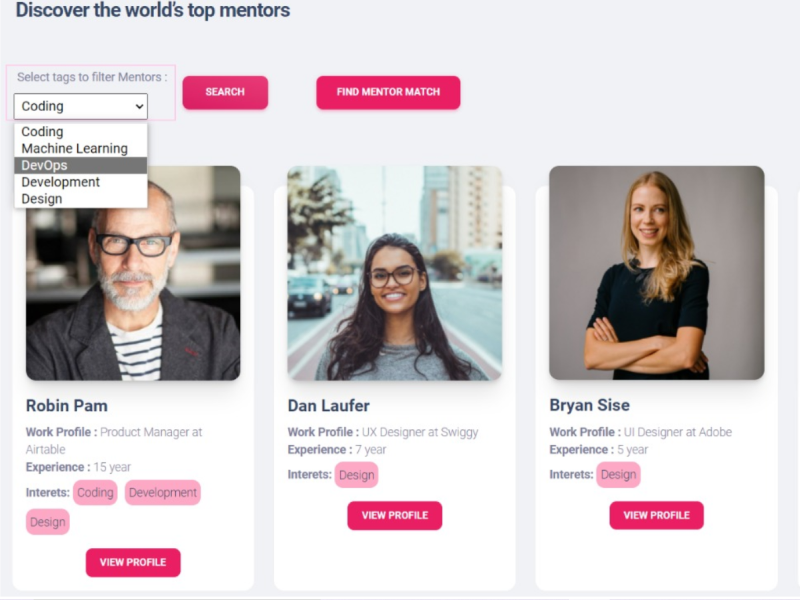 Discover the world's top mentors
Select tags to filter Mentors :
Coding
SEARCH
FIND MENTOR MATCH
Coding
Machine Learning
DevOps
Development
Design
Robin Pam
Work Profile : Product Manager at
Airtable
Experience : 15 year
Interets: Coding Development
Design
VIEW PROFILE
Dan Laufer
Work Profile : UX Designer at Swiggy
Experience : 7 year
Interets: Design
VIEW PROFILE
Bryan Sise
Work Profile : UI Designer at Adobe
Experience : 5 year
Interets: Design
VIEW PROFILE